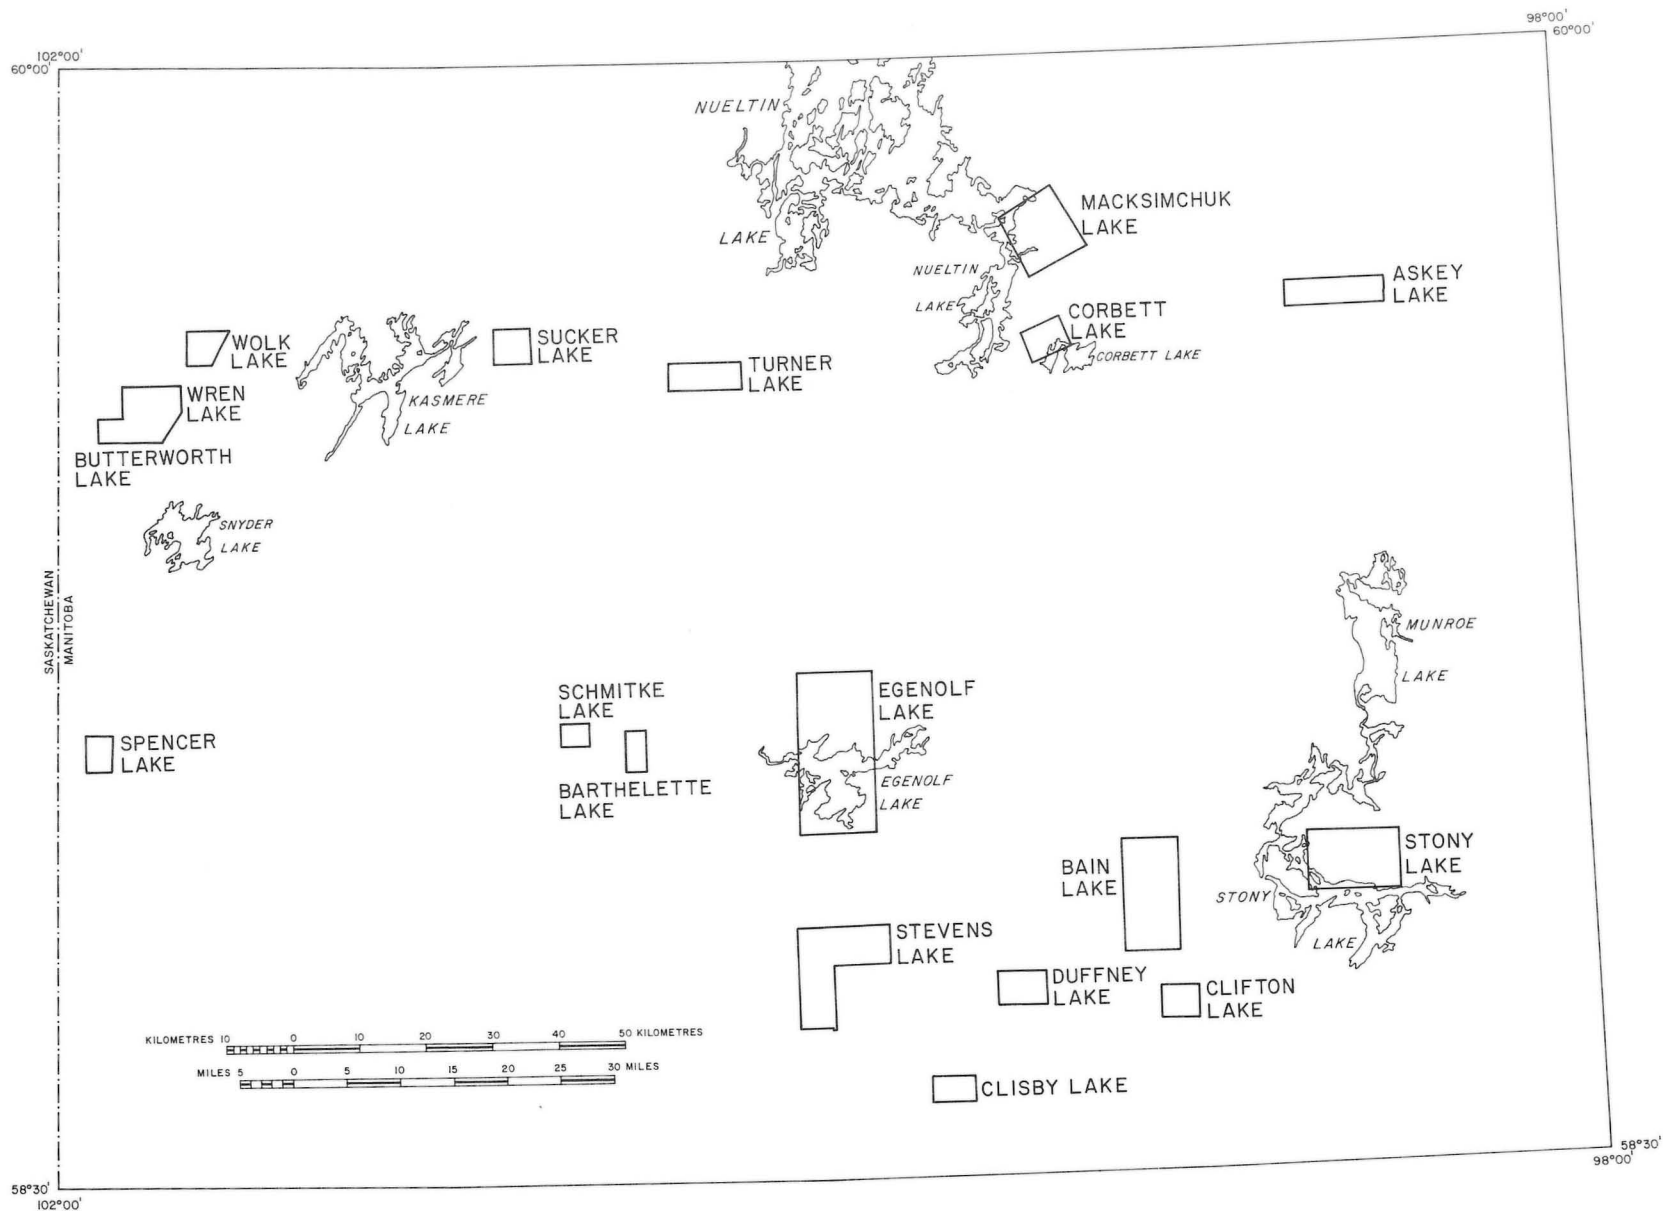 98°00'
60°00'
102°00'
60°00'
NUELTIN
LAKE
MACKSIMCHUK
LAKE
NUELTIN
LAKE
ASKEY
LAKE
CORBETT
LAKE
CORBETT LAKE
WOLK
LAKE
SUCKER
LAKE
TURNER
LAKE
WREN
LAKE
KASMERE
LAKE
BUTTERWORTH
LAKE
SNYDER
LAKE
SASKATCHEWAN
MANITOBA
MUNROE
LAKE
SCHMITKE
LAKE
EGENOLF
LAKE
SPENCER
LAKE
BARTHELETTE
LAKE
EGENOLF
LAKE
STONY
LAKE
BAIN
LAKE
STONY
LAKE
STEVENS
LAKE
DUFFNEY
LAKE
CLIFTON
LAKE
KILOMETRES 10 0 10 20 30 40 50 KILOMETRES
MILES 5 0 5 10 15 20 25 30 MILES
CLISBY LAKE
58°30'
98°00'
58°30'
102°00'